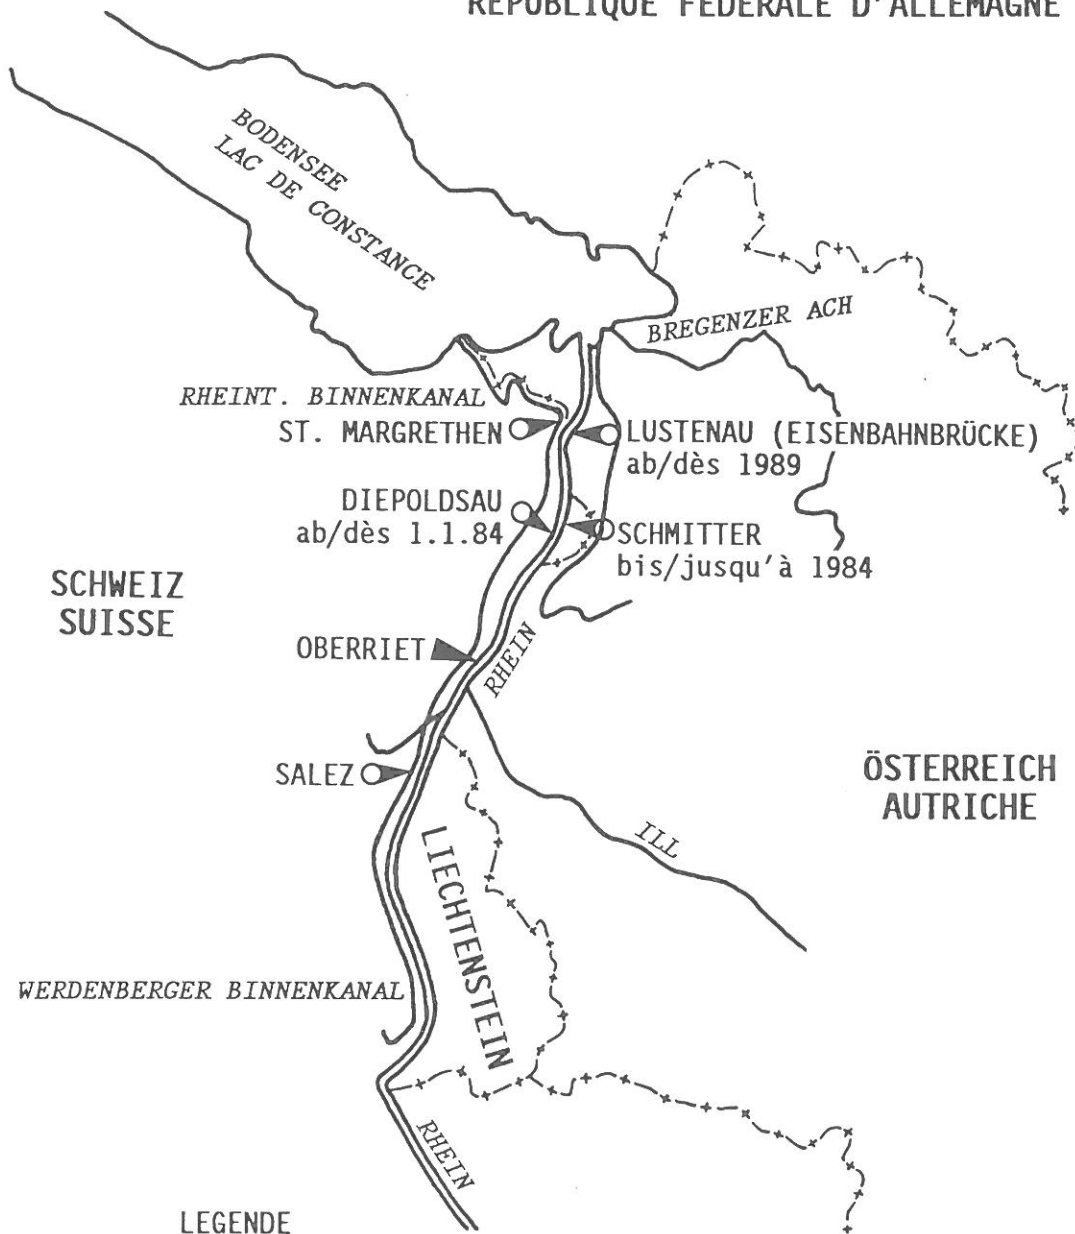 RÉPUBLIQUE FÉDÉRALE D'ALLEMAGNE
BODENSEE
LAC DE CONSTANCE
BREGENZER ACH
RHEINT. BINNENKANAL
ST. MARGRETHEN
LUSTENAU (EISENBAHNBRÜCKE)
ab/dès 1989
DIEPOLDSAU
ab/dès 1.1.84
SCHMITTER
bis/jusqu'à 1984
SCHWEIZ
SUISSE
OBERRIET
RHEIN
SALEZ
ÖSTERREICH
AUTRICHE
ILL
LIECHTENSTEIN
WERDENBERGER BINNENKANAL
RHEIN
LEGENDE